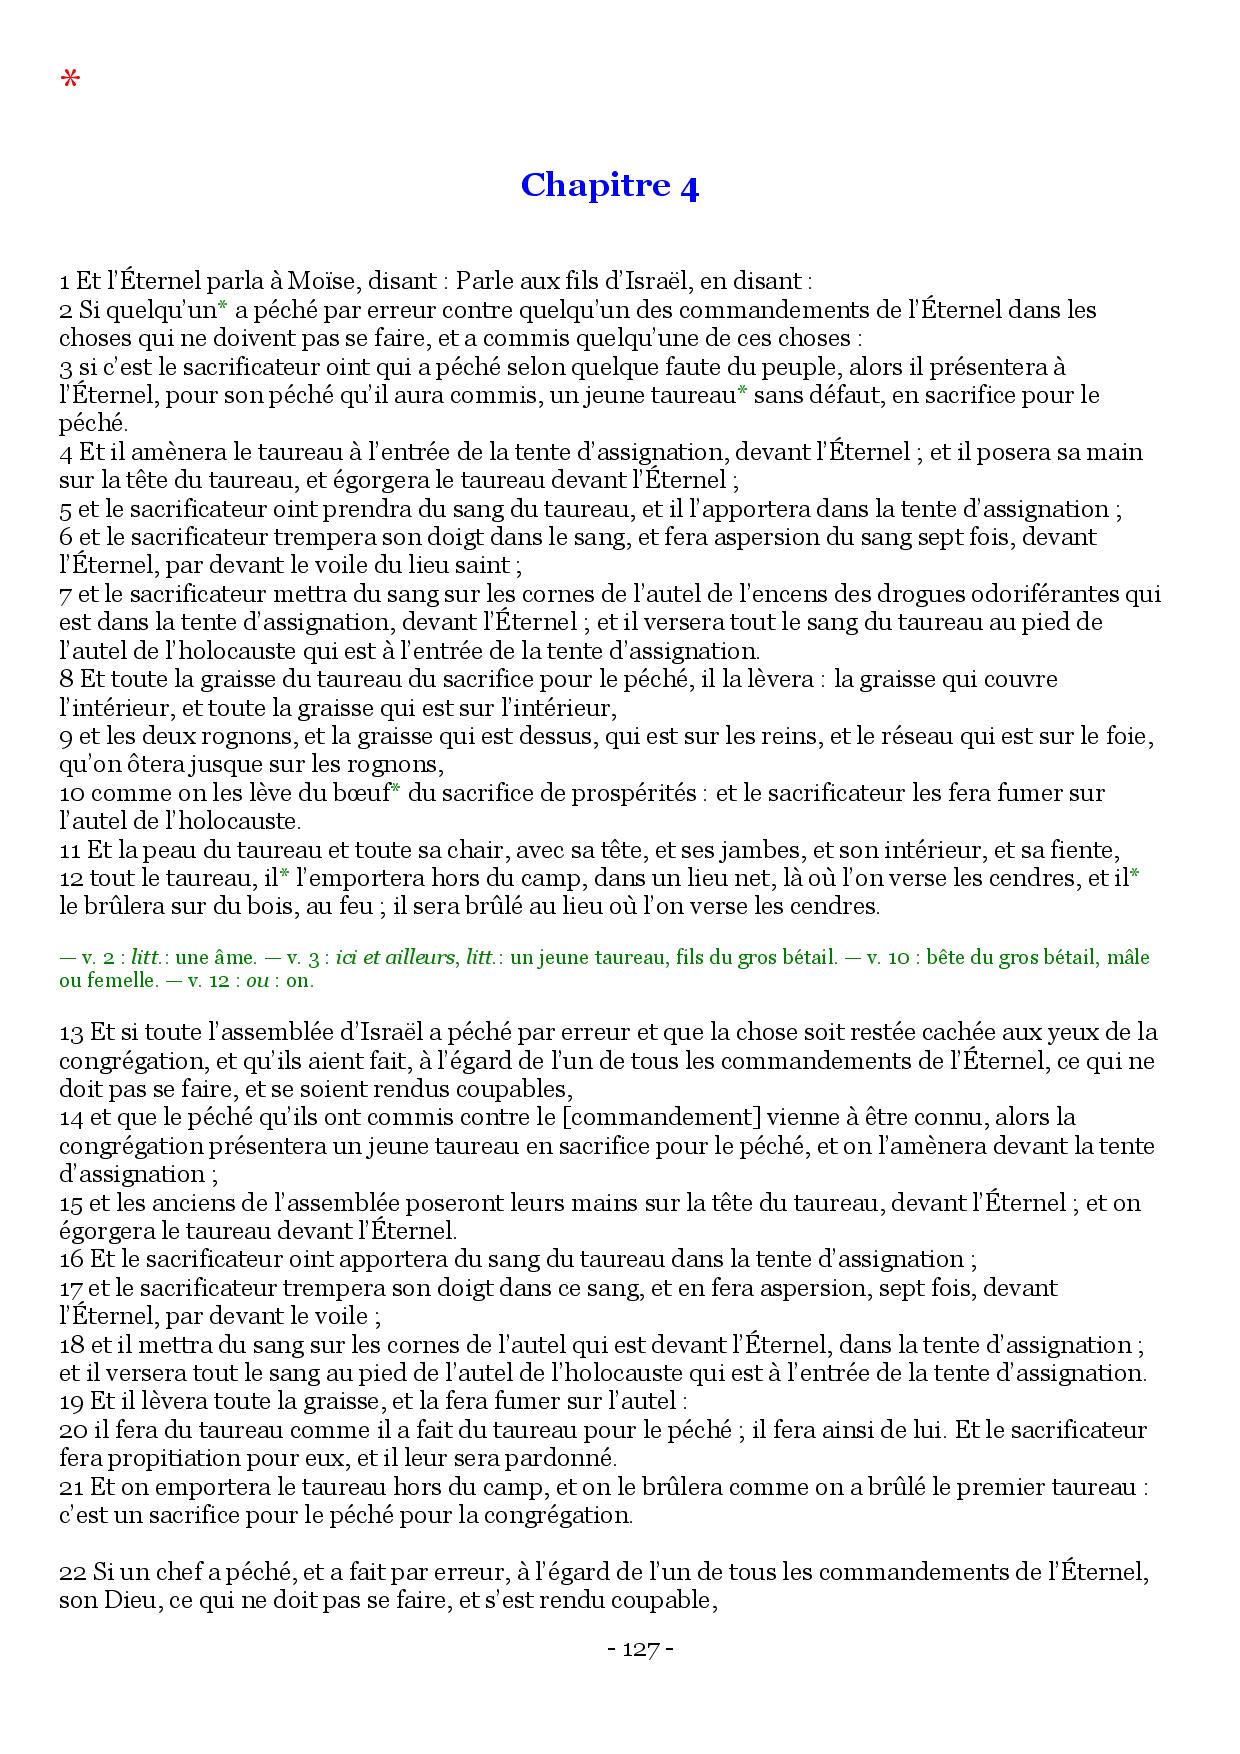 *
Chapitre 4
1 Et l’Éternel parla à Moïse, disant : Parle aux fils d’Israël, en disant :
2 Si quelqu’un* a péché par erreur contre quelqu’un des commandements de l’Éternel dans les
choses qui ne doivent pas se faire, et a commis quelqu’une de ces choses :
3 si c’est le sacrificateur oint qui a péché selon quelque faute du peuple, alors il présentera à
l’Éternel, pour son péché qu’il aura commis, un jeune taureau* sans défaut, en sacrifice pour le
péché.
4 Et il amènera le taureau à l’entrée de la tente d’assignation, devant l’Éternel ; et il posera sa main
sur la tête du taureau, et égorgera le taureau devant l’Éternel ;
5 et le sacrificateur oint prendra du sang du taureau, et il l’apportera dans la tente d’assignation ;
6 et le sacrificateur trempera son doigt dans le sang, et fera aspersion du sang sept fois, devant
l’Éternel, par devant le voile du lieu saint ;
7 et le sacrificateur mettra du sang sur les cornes de l’autel de l’encens des drogues odoriférantes qui
est dans la tente d’assignation, devant l’Éternel ; et il versera tout le sang du taureau au pied de
l’autel de l’holocauste qui est à l’entrée de la tente d’assignation.
8 Et toute la graisse du taureau du sacrifice pour le péché, il la lèvera : la graisse qui couvre
l’intérieur, et toute la graisse qui est sur l’intérieur,
9 et les deux rognons, et la graisse qui est dessus, qui est sur les reins, et le réseau qui est sur le foie,
qu’on ôtera jusque sur les rognons,
10 comme on les lève du bœuf* du sacrifice de prospérités : et le sacrificateur les fera fumer sur
l’autel de l’holocauste.
11 Et la peau du taureau et toute sa chair, avec sa tête, et ses jambes, et son intérieur, et sa fiente,
12 tout le taureau, il* l’emportera hors du camp, dans un lieu net, là où l’on verse les cendres, et il*
le brûlera sur du bois, au feu ; il sera brûlé au lieu où l’on verse les cendres.
— v. 2 : litt.: une âme. — v. 3 : ici et ailleurs, litt.: un jeune taureau, fils du gros bétail. — v. 10 : bête du gros bétail, mâle
ou femelle. — v. 12 : ou : on.
13 Et si toute l’assemblée d’Israël a péché par erreur et que la chose soit restée cachée aux yeux de la
congrégation, et qu’ils aient fait, à l’égard de l’un de tous les commandements de l’Éternel, ce qui ne
doit pas se faire, et se soient rendus coupables,
14 et que le péché qu’ils ont commis contre le [commandement] vienne à être connu, alors la
congrégation présentera un jeune taureau en sacrifice pour le péché, et on l’amènera devant la tente
d’assignation ;
15 et les anciens de l’assemblée poseront leurs mains sur la tête du taureau, devant l’Éternel ; et on
égorgera le taureau devant l’Éternel.
16 Et le sacrificateur oint apportera du sang du taureau dans la tente d’assignation ;
17 et le sacrificateur trempera son doigt dans ce sang, et en fera aspersion, sept fois, devant
l’Éternel, par devant le voile ;
18 et il mettra du sang sur les cornes de l’autel qui est devant l’Éternel, dans la tente d’assignation ;
et il versera tout le sang au pied de l’autel de l’holocauste qui est à l’entrée de la tente d’assignation.
19 Et il lèvera toute la graisse, et la fera fumer sur l’autel :
20 il fera du taureau comme il a fait du taureau pour le péché ; il fera ainsi de lui. Et le sacrificateur
fera propitiation pour eux, et il leur sera pardonné.
21 Et on emportera le taureau hors du camp, et on le brûlera comme on a brûlé le premier taureau :
c’est un sacrifice pour le péché pour la congrégation.
22 Si un chef a péché, et a fait par erreur, à l’égard de l’un de tous les commandements de l’Éternel,
son Dieu, ce qui ne doit pas se faire, et s’est rendu coupable,
- 127 -